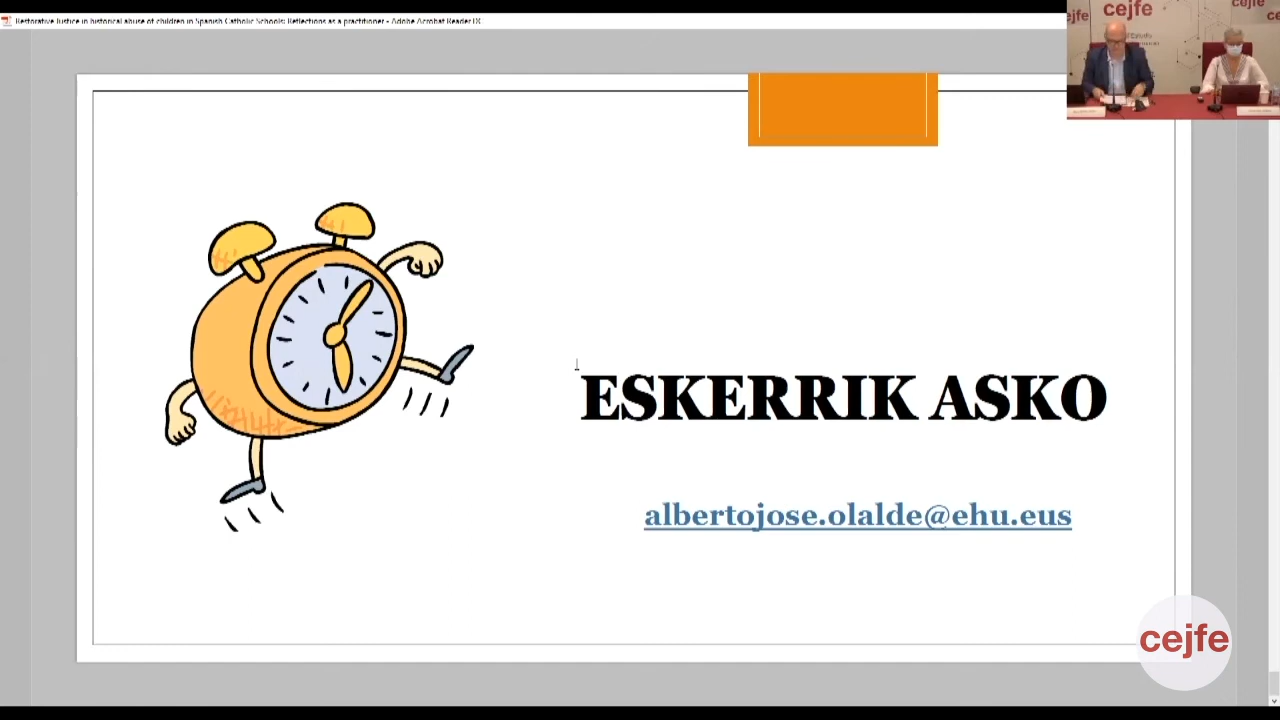 Restorative Justice in historical abuse of children in Spanish Catholic Schools: Reflections as a practitioner - Adobe Acrobat Reader DC
cejfe
cejfe
ESKERRIK ASKO
albertojose.olalde@ehu.eus
cejfe